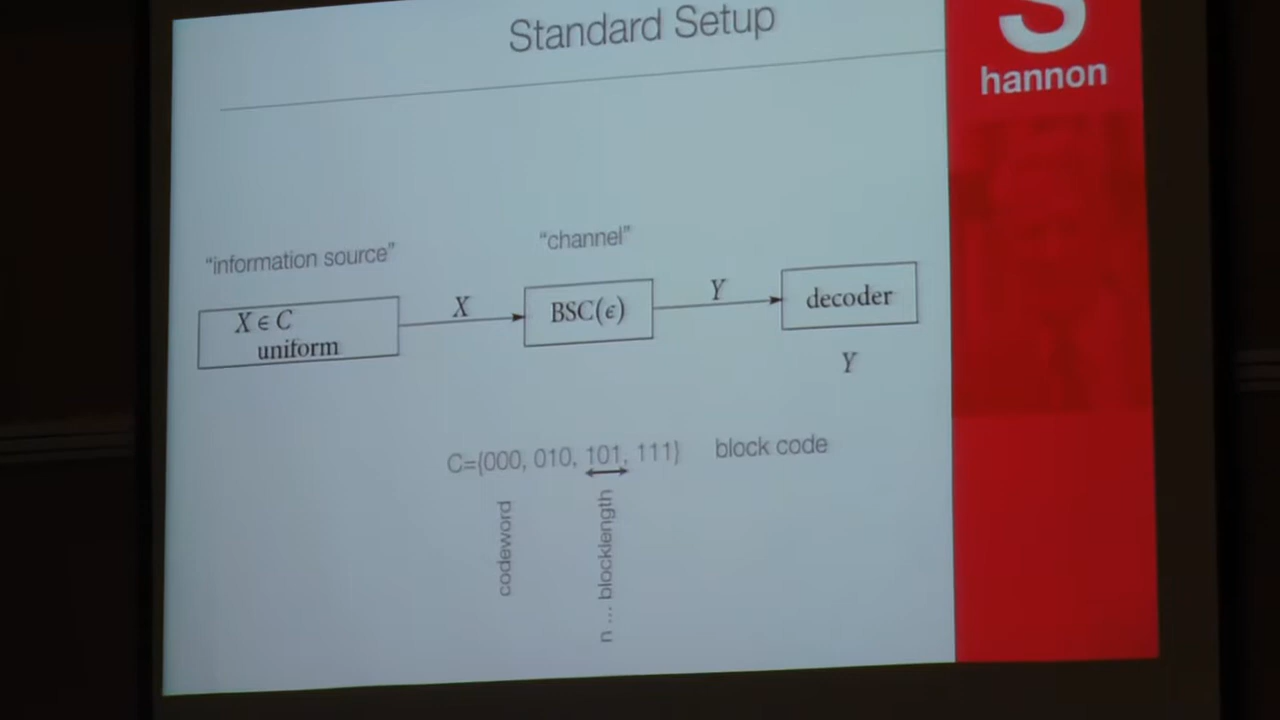 Standard Setup
S
hannon
"information source"
"channel"
X ∈ C
uniform
X
BSC(ϵ)
Y
decoder
Y
C={000, 010, 101, 111}
block code
codeword
n ... blocklength